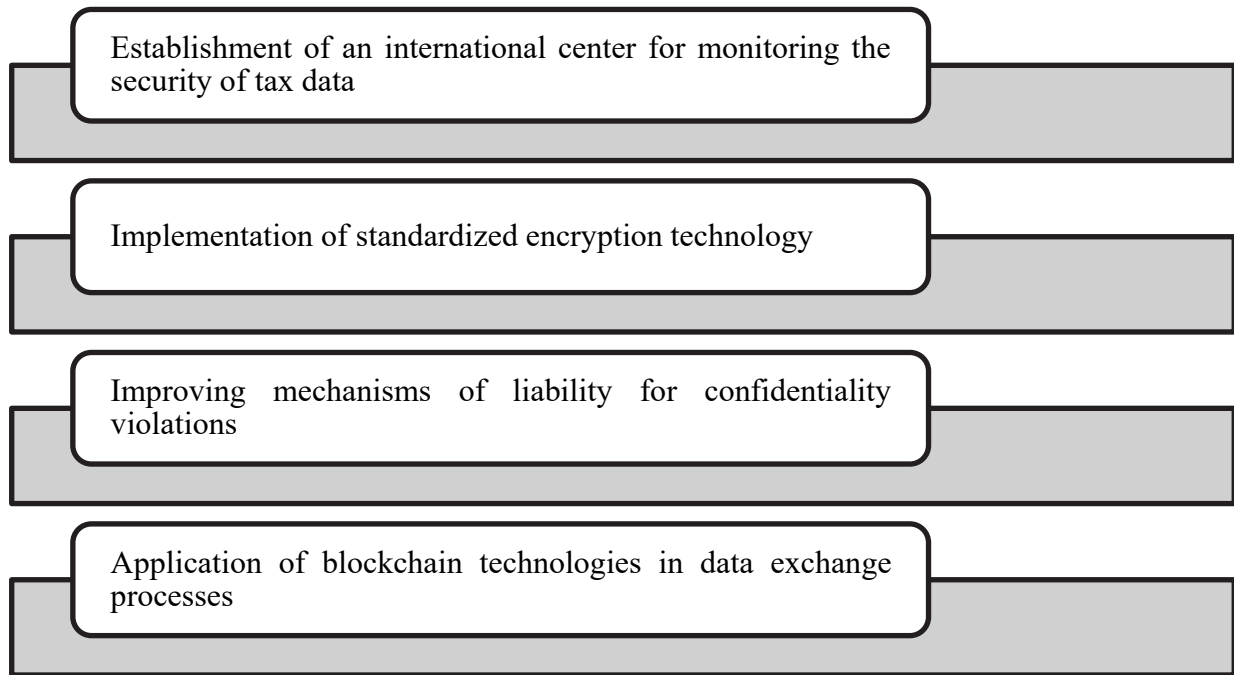 Establishment of an international center for monitoring the
security of tax data
Implementation of standardized encryption technology
Improving mechanisms of liability for confidentiality
violations
Application of blockchain technologies in data exchange
processes